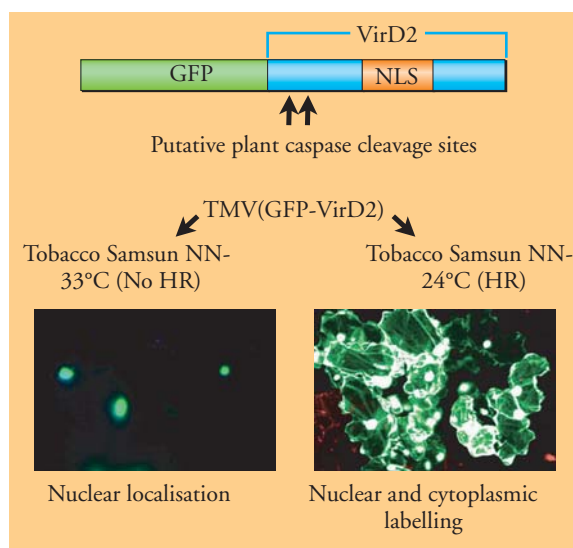 VirD2
GFP
NLS
Putative plant caspase cleavage sites
TMV(GFP-VirD2)
Tobacco Samsun NN-
33°C (No HR)
Tobacco Samsun NN-
24°C (HR)
Nuclear localisation
Nuclear and cytoplasmic
labelling